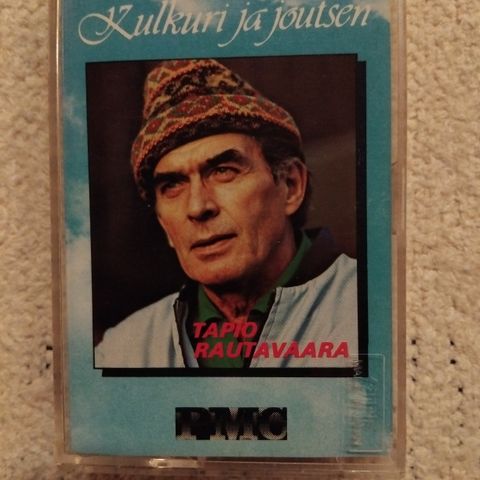 Kulkuri ja joutsen
TAPIO
RAUTAVAARA
PMC